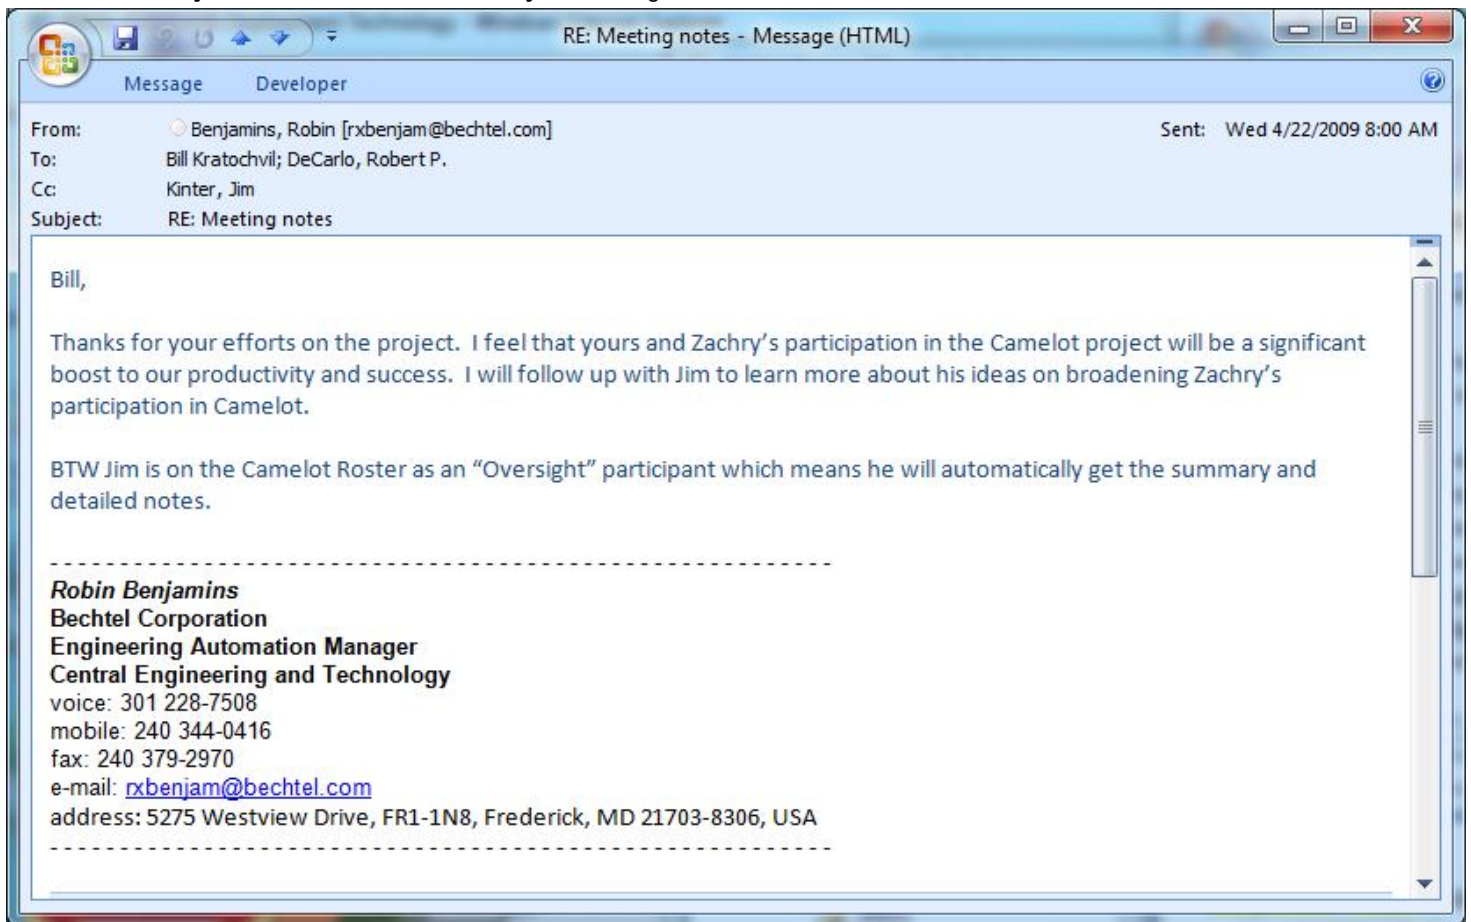 RE: Meeting notes - Message (HTML)
Message Developer
From: Benjamins, Robin [rxbenjam@bechtel.com] Sent: Wed 4/22/2009 8:00 AM
To: Bill Kratochvil; DeCarlo, Robert P.
Cc: Kinter, Jim
Subject: RE: Meeting notes
Bill,
Thanks for your efforts on the project. I feel that yours and Zachry’s participation in the Camelot project will be a significant
boost to our productivity and success. I will follow up with Jim to learn more about his ideas on broadening Zachry’s
participation in Camelot.
BTW Jim is on the Camelot Roster as an “Oversight” participant which means he will automatically get the summary and
detailed notes.
- - - - - - - - - - - - - - - - - - - - - - - - - - - - - - - - - - - - - - - - - - - - - - - - - - - - - - - -
Robin Benjamins
Bechtel Corporation
Engineering Automation Manager
Central Engineering and Technology
voice: 301 228-7508
mobile: 240 344-0416
fax: 240 379-2970
e-mail: rxbenjam@bechtel.com
address: 5275 Westview Drive, FR1-1N8, Frederick, MD 21703-8306, USA
- - - - - - - - - - - - - - - - - - - - - - - - - - - - - - - - - - - - - - - - - - - - - - - - - - - - - - - -